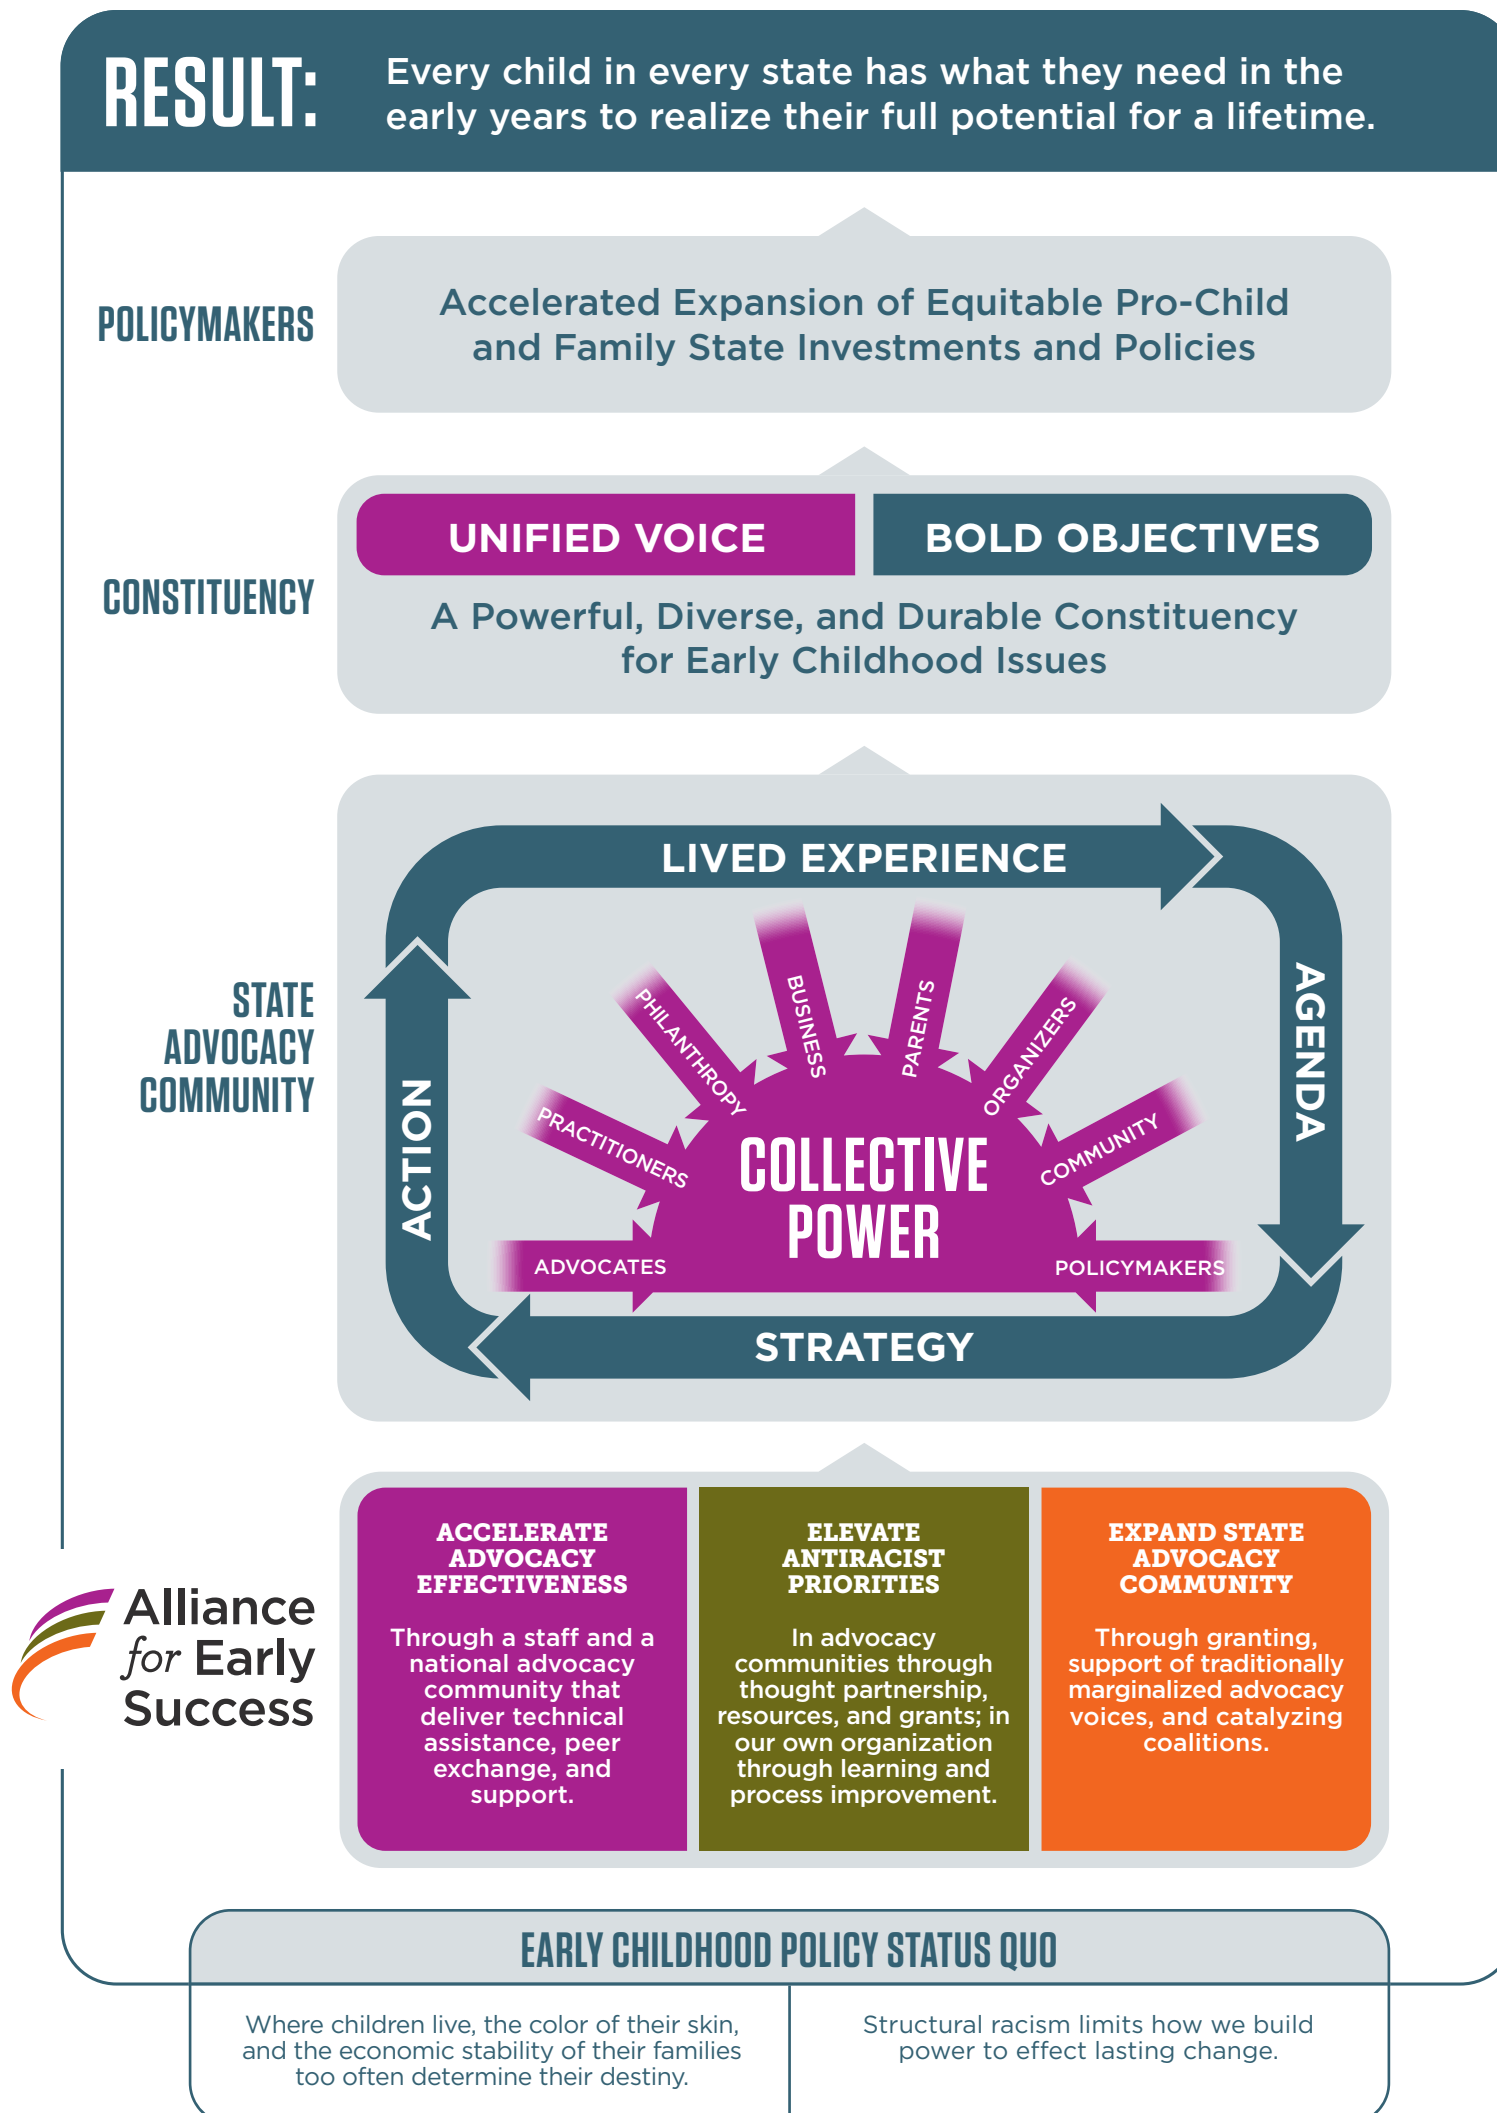 RESULT:
Every child in every state has what they need in the
early years to realize their full potential for a lifetime.
POLICYMAKERS
Accelerated Expansion of Equitable Pro-Child
and Family State Investments and Policies
CONSTITUENCY
UNIFIED VOICE
BOLD OBJECTIVES
A Powerful, Diverse, and Durable Constituency
for Early Childhood Issues
STATE
ADVOCACY
COMMUNITY
LIVED EXPERIENCE
AGENDA
STRATEGY
ACTION
ADVOCATES
PRACTITIONERS
PHILANTHROPY
BUSINESS
PARENTS
ORGANIZERS
COMMUNITY
POLICYMAKERS
COLLECTIVE
POWER
Alliance
for Early
Success
ACCELERATE
ADVOCACY
EFFECTIVENESS
Through a staff and a
national advocacy
community that
deliver technical
assistance, peer
exchange, and
support.
ELEVATE
ANTIRACIST
PRIORITIES
In advocacy
communities through
thought partnership,
resources, and grants; in
our own organization
through learning and
process improvement.
EXPAND STATE
ADVOCACY
COMMUNITY
Through granting,
support of traditionally
marginalized advocacy
voices, and catalyzing
coalitions.
EARLY CHILDHOOD POLICY STATUS QUO
Where children live, the color of their skin,
and the economic stability of their families
too often determine their destiny.
Structural racism limits how we build
power to effect lasting change.